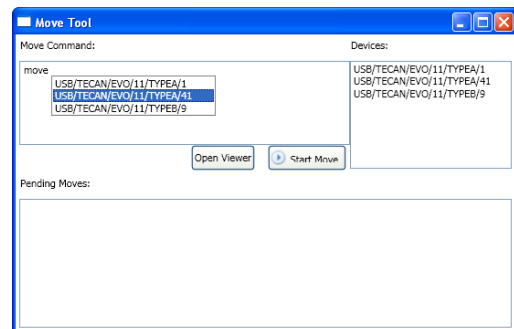 Move Tool
Move Command:
Devices:
move
USB/TECAN/EVO/11/TYPEA/1
USB/TECAN/EVO/11/TYPEA/41
USB/TECAN/EVO/11/TYPEB/9
USB/TECAN/EVO/11/TYPEA/1
USB/TECAN/EVO/11/TYPEA/41
USB/TECAN/EVO/11/TYPEB/9
Open Viewer
Start Move
Pending Moves: